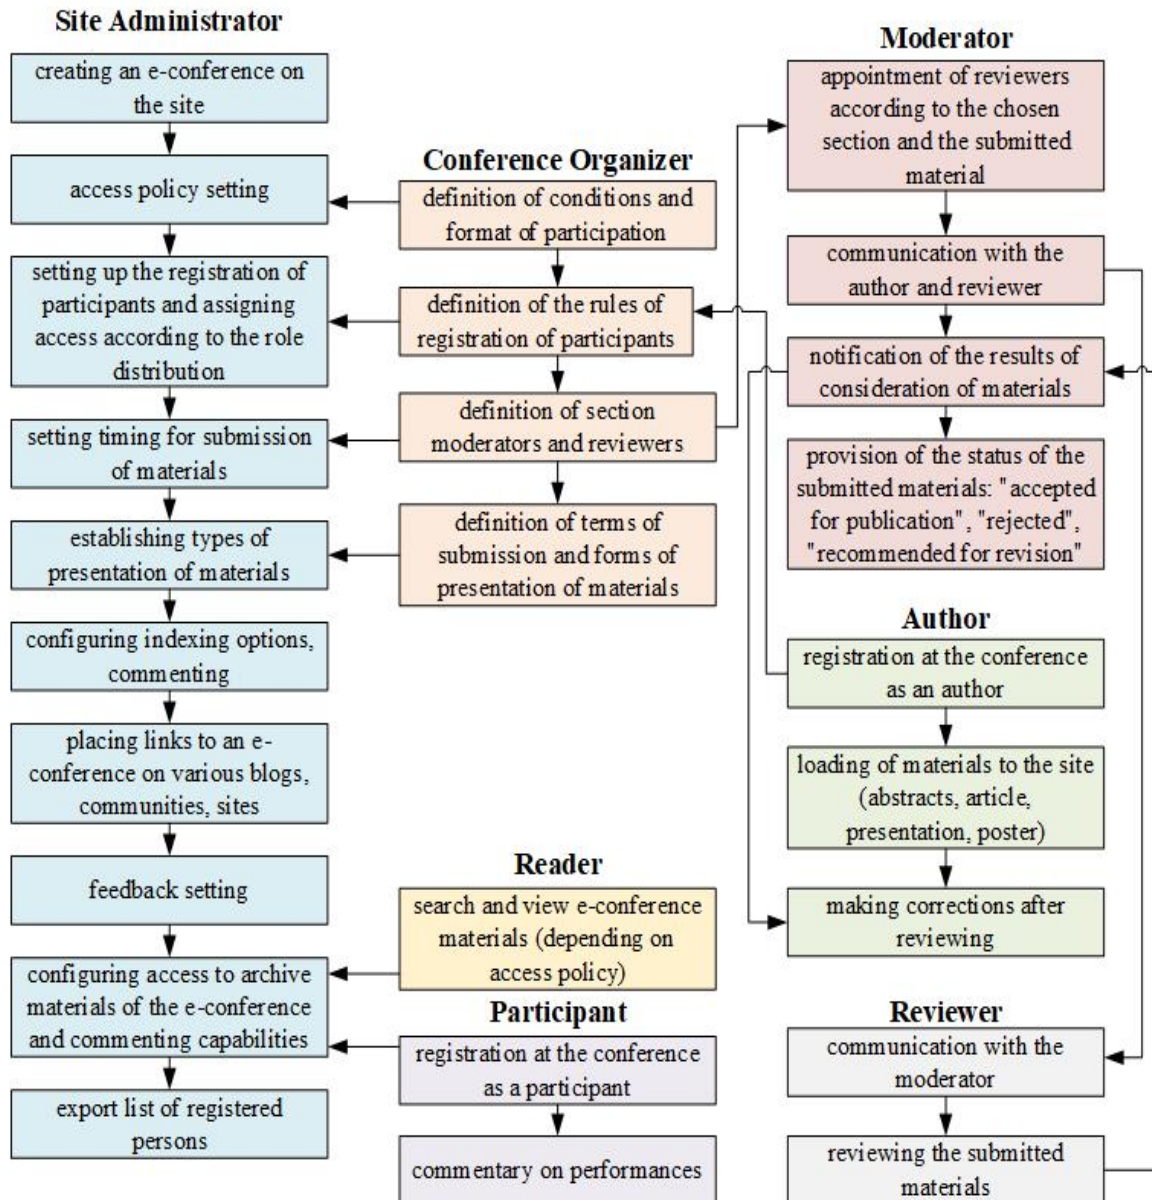 Site Administrator
creating an e-conference on
the site
access policy setting
setting up the registration of
participants and assigning
access according to the role
distribution
setting timing for submission
of materials
establishing types of
presentation of materials
configuring indexing options,
commenting
placing links to an e-
conference on various blogs,
communities, sites
feedback setting
configuring access to archive
materials of the e-conference
and commenting capabilities
export list of registered
persons
Conference Organizer
definition of conditions and
format of participation
definition of the rules of
registration of participants
definition of section
moderators and reviewers
definition of terms of
submission and forms of
presentation of materials
Reader
search and view e-conference
materials (depending on
access policy)
Participant
registration at the conference
as a participant
commentary on performances
Moderator
appointment of reviewers
according to the chosen
section and the submitted
material
communication with the
author and reviewer
notification of the results of
consideration of materials
provision of the status of the
submitted materials: "accepted
for publication", "rejected",
"recommended for revision"
Author
registration at the conference
as an author
loading of materials to the site
(abstracts, article,
presentation, poster)
making corrections after
reviewing
Reviewer
communication with the
moderator
reviewing the submitted
materials